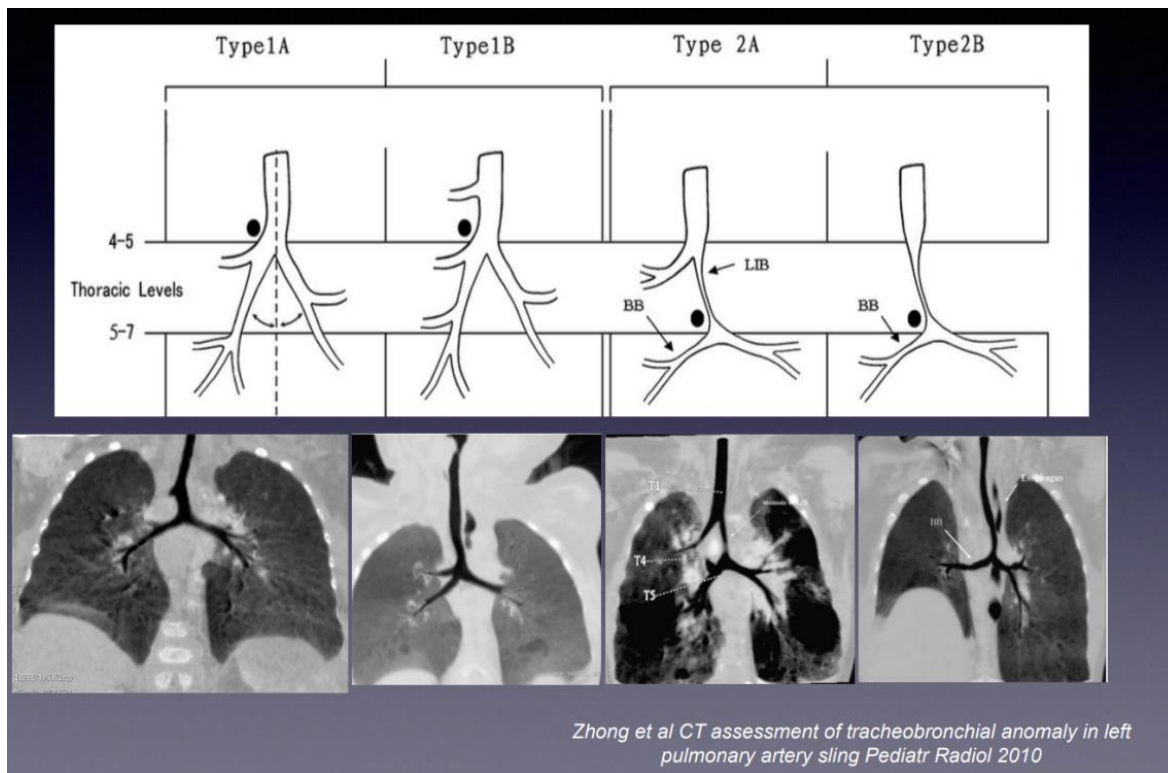 Type1A Type1B Type 2A Type2B
4-5
Thoracic Levels
5-7
LIB
BB
BB
T1
T4
T5
Esophagus
BB
Zhong et al CT assessment of tracheobronchial anomaly in left
pulmonary artery sling Pediatr Radiol 2010